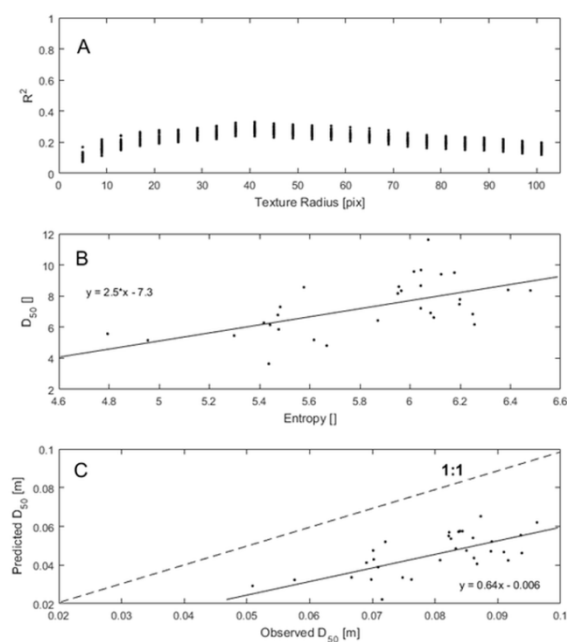 A
R²
1
0.8
0.6
0.4
0.2
0
0 10 20 30 40 50 60 70 80 90 100
Texture Radius [pix]
B
D₅₀ []
12
10
8
6
4
2
y = 2.5*x - 7.3
4.6 4.8 5 5.2 5.4 5.6 5.8 6 6.2 6.4 6.6
Entropy []
C
1:1
Predicted D₅₀ [m]
0.1
0.08
0.06
0.04
0.02
y = 0.64x - 0.006
0.02 0.03 0.04 0.05 0.06 0.07 0.08 0.09 0.1
Observed D₅₀ [m]